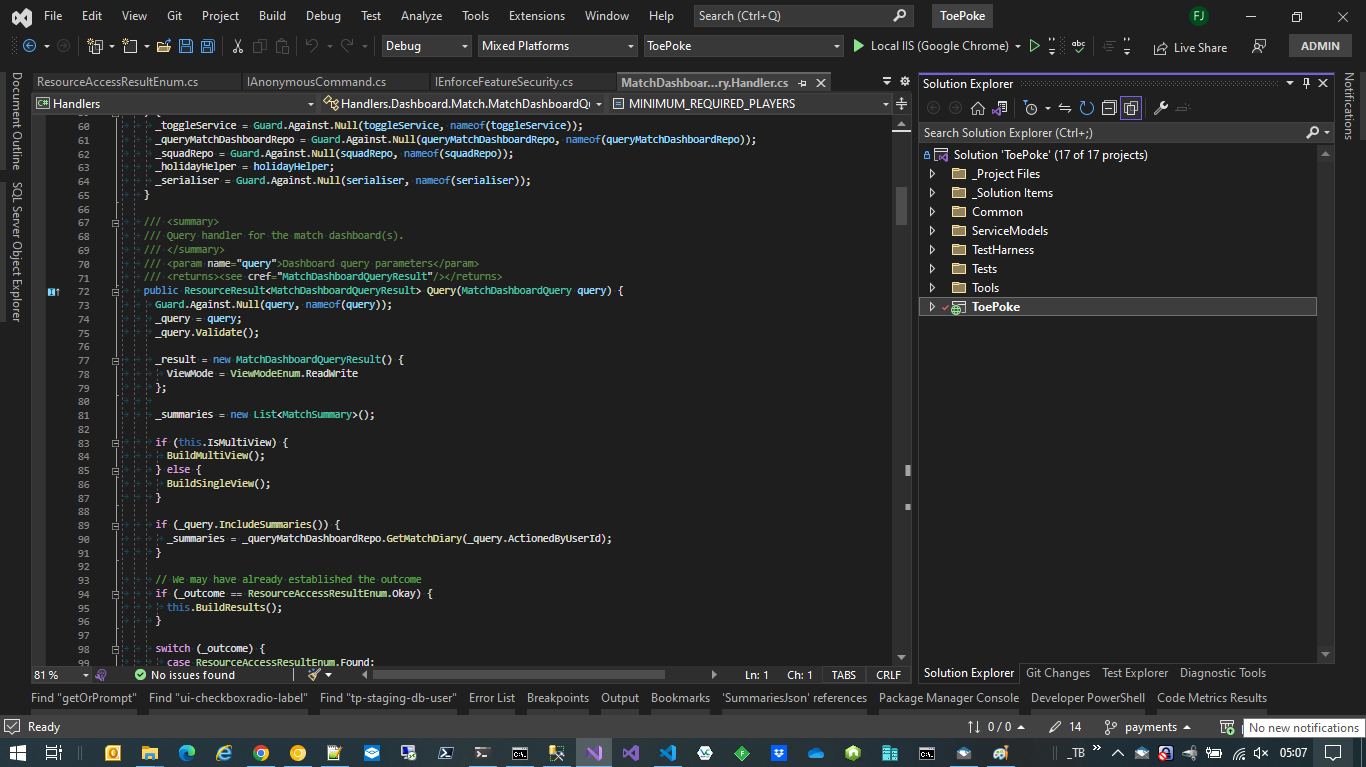 File Edit View Git Project Build Debug Test Analyze Tools Extensions Window Help Search (Ctrl+Q) ToePoke FJ
Debug Mixed Platforms ToePoke Local IIS (Google Chrome) Live Share ADMIN
ResourceAccessResultEnum.cs IAnonymousCommand.cs IEnforceFeatureSecurity.cs MatchDashboar...ry.Handler.cs
Handlers Handlers.Dashboard.Match.MatchDashboardQu MINIMUM_REQUIRED_PLAYERS
Document Outline
SQL Server Object Explorer
60 _toggleService = Guard.Against.Null(toggleService, nameof(toggleService));
61 _queryMatchDashboardRepo = Guard.Against.Null(queryMatchDashboardRepo, nameof(queryMatchDashboardRepo));
62 _squadRepo = Guard.Against.Null(squadRepo, nameof(squadRepo));
63 _holidayHelper = holidayHelper;
64 _serialiser = Guard.Against.Null(serialiser, nameof(serialiser));
65 }
66
67 /// <summary>
68 /// Query handler for the match dashboard(s).
69 /// </summary>
70 /// <param name="query">Dashboard query parameters</param>
71 /// <returns><see cref="MatchDashboardQueryResult"/></returns>
72 public ResourceResult<MatchDashboardQueryResult> Query(MatchDashboardQuery query) {
73 Guard.Against.Null(query, nameof(query));
74 _query = query;
75 _query.Validate();
76
77 _result = new MatchDashboardQueryResult() {
78 ViewMode = ViewModeEnum.ReadWrite
79 };
80
81 _summaries = new List<MatchSummary>();
82
83 if (this.IsMultiView) {
84 BuildMultiView();
85 } else {
86 BuildSingleView();
87 }
88
89 if (_query.IncludeSummaries()) {
90 _summaries = _queryMatchDashboardRepo.GetMatchDiary(_query.ActionedByUserId);
91 }
92
93 // We may have already established the outcome
94 if (_outcome == ResourceAccessResultEnum.Okay) {
95 this.BuildResults();
96 }
97
98 switch (_outcome) {
99 case ResourceAccessResultEnum.Found:
81 % No issues found Ln: 1 Ch: 1 TABS CRLF
Solution Explorer
Search Solution Explorer (Ctrl+;)
Solution 'ToePoke' (17 of 17 projects)
_Project Files
_Solution Items
Common
ServiceModels
TestHarness
Tests
Tools
ToePoke
Solution Explorer Git Changes Test Explorer Diagnostic Tools
Notifications
Find "getOrPrompt" Find "ui-checkboxradio-label" Find "tp-staging-db-user" Error List Breakpoints Output Bookmarks 'SummariesJson' references Package Manager Console Developer PowerShell Code Metrics Results
Ready 0 / 0 14 payments No new notifications
_TB 05:07